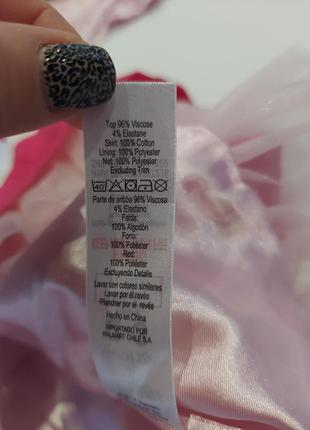 Top 96% Viscose
4% Elastane
Skirt: 100% Cotton
Lining: 100% Polyester
Net: 100% Polyester
Excluding Trim
40
Parte de arriba 96% Viscosa
4% Elastano
Falda:
100% Algodón
Forro:
100% Poliéster
Red:
100% Poliéster
Excluyendo Detalle
Lavar con colores similares
Lavar por el revés
Planchar por el revés
Hecho en China
IMPORTADO POR
WALMART CHILE S.A.